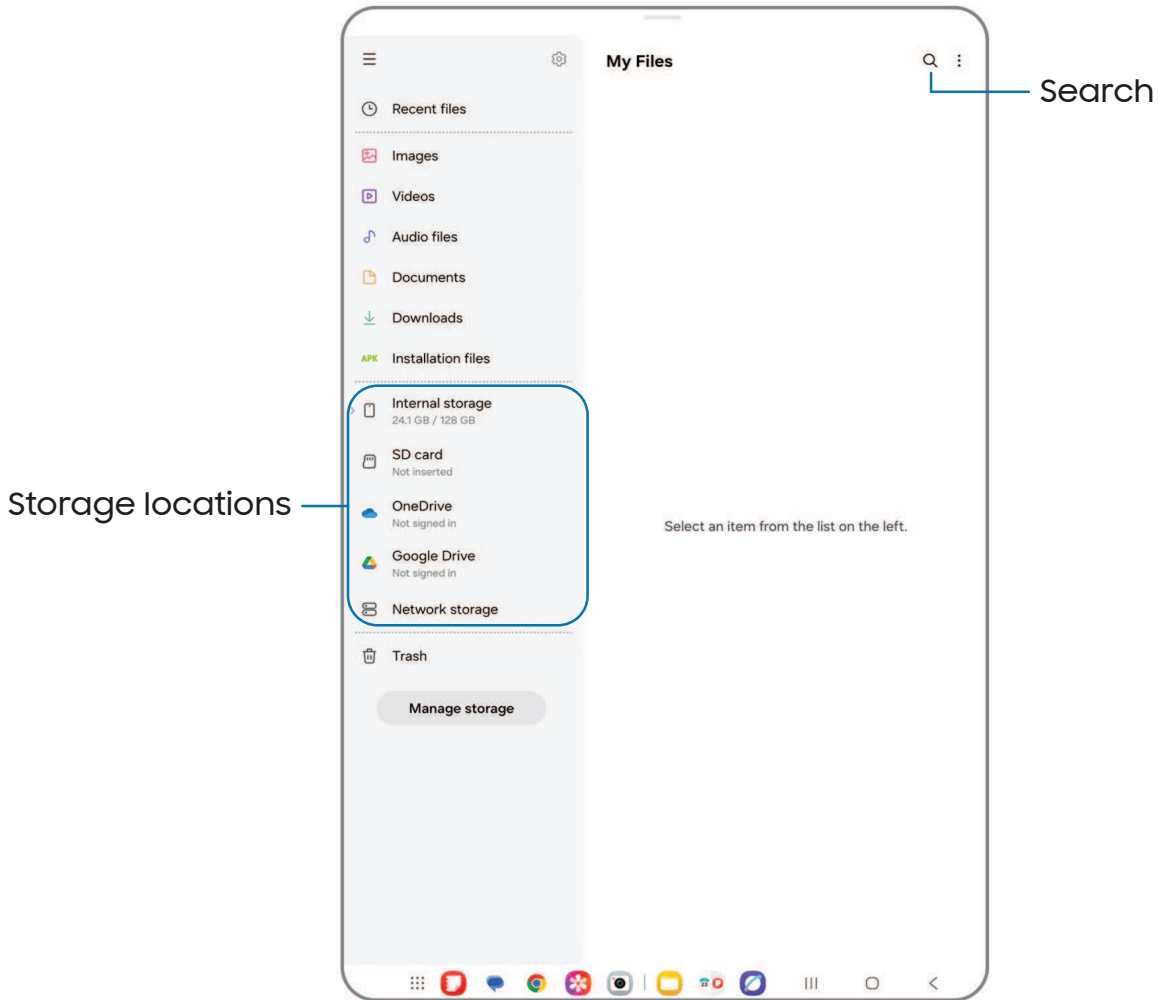 My Files
Search
Recent files
Images
Videos
Audio files
Documents
Downloads
APK Installation files
Internal storage
24.1 GB / 128 GB
SD card
Not inserted
Storage locations
OneDrive
Not signed in
Select an item from the list on the left.
Google Drive
Not signed in
Network storage
Trash
Manage storage